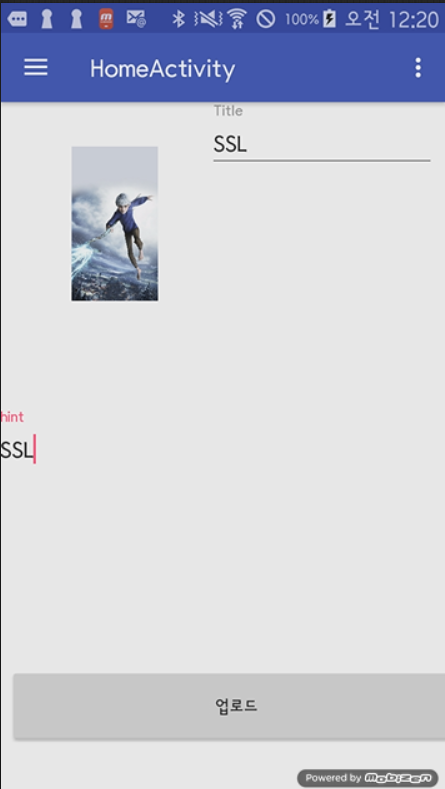 100% 오전 12:20
HomeActivity
Title
SSL
hint
SSL
업로드
Powered by Mobizen